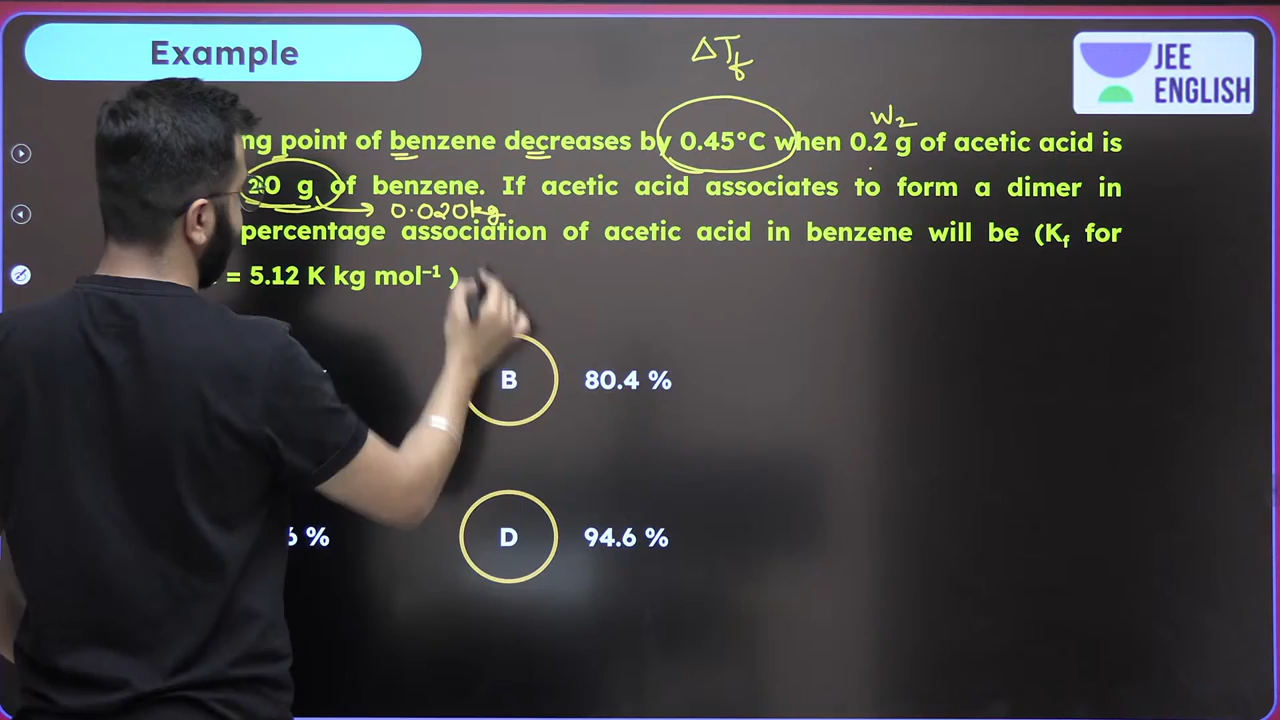 Example
ΔTf
JEE
ENGLISH
W2
ng point of benzene decreases by 0.45°C when 0.2 g of acetic acid is
20 g of benzene. If acetic acid associates to form a dimer in
0.020kg
percentage association of acetic acid in benzene will be (Kf for
= 5.12 K kg mol⁻¹ )
B 80.4 %
6 %
D 94.6 %